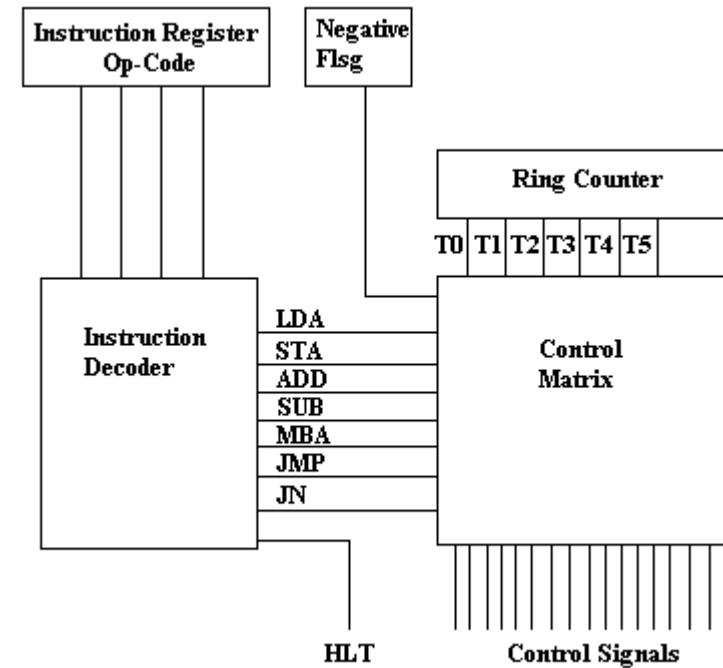 Instruction Register
Op-Code
Negative
Flsg
Ring Counter
T0 T1 T2 T3 T4 T5
Instruction
Decoder
LDA
STA
ADD
SUB
MBA
JMP
JN
Control
Matrix
HLT
Control Signals